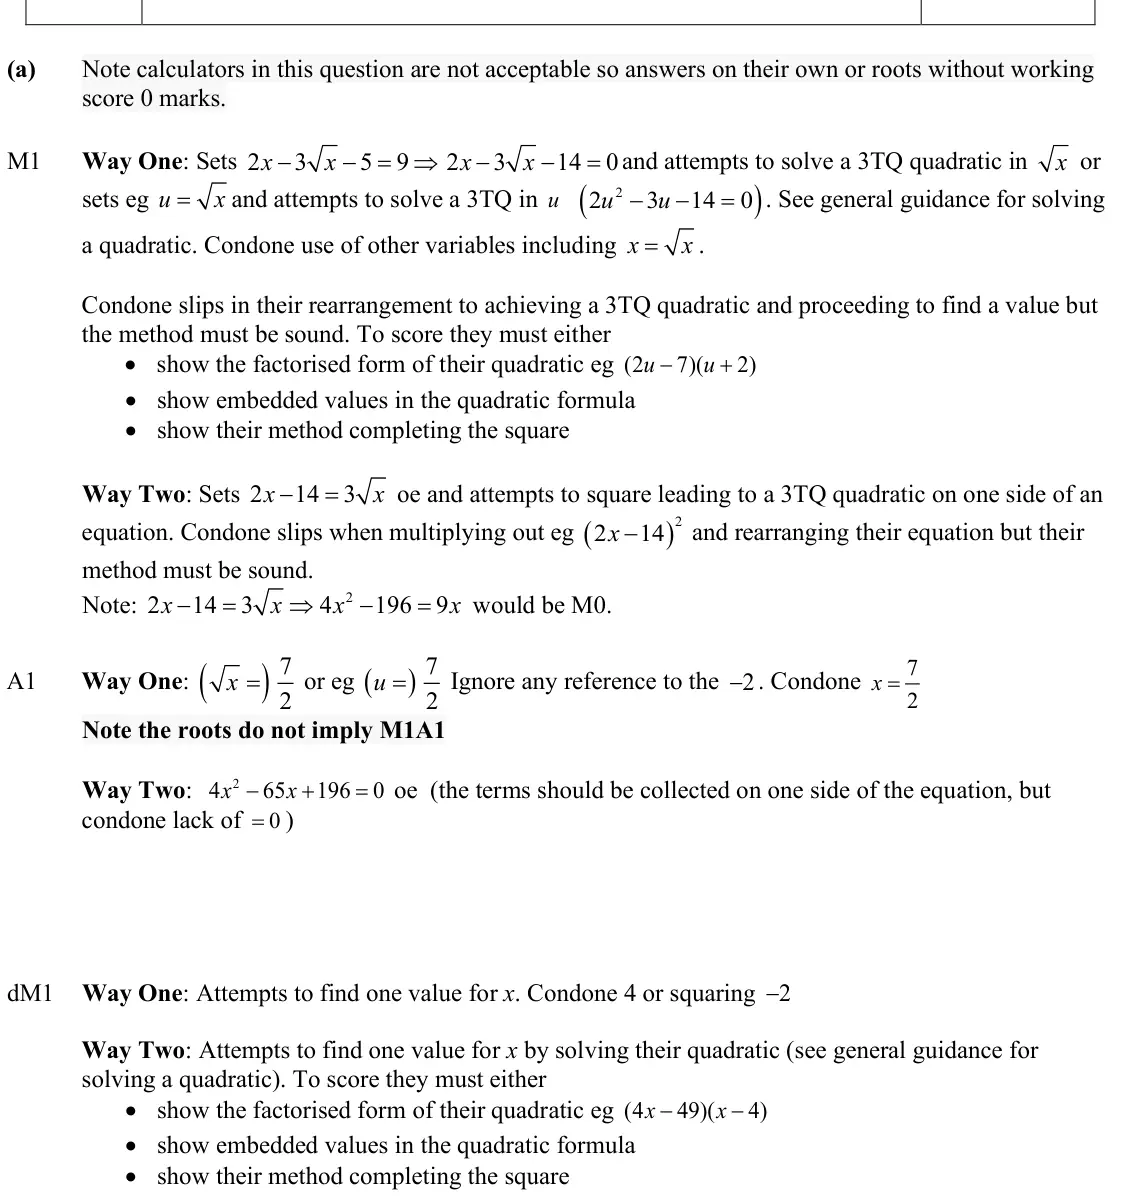 (a) Note calculators in this question are not acceptable so answers on their own or roots without working
score 0 marks.
M1 Way One: Sets 2x − 3√x − 5 = 9 ⇒ 2x − 3√x − 14 = 0 and attempts to solve a 3TQ quadratic in √x or
sets eg u = √x and attempts to solve a 3TQ in u (2u² − 3u − 14 = 0). See general guidance for solving
a quadratic. Condone use of other variables including x = √x.
Condone slips in their rearrangement to achieving a 3TQ quadratic and proceeding to find a value but
the method must be sound. To score they must either
• show the factorised form of their quadratic eg (2u − 7)(u + 2)
• show embedded values in the quadratic formula
• show their method completing the square
Way Two: Sets 2x − 14 = 3√x oe and attempts to square leading to a 3TQ quadratic on one side of an
equation. Condone slips when multiplying out eg (2x − 14)² and rearranging their equation but their
method must be sound.
Note: 2x − 14 = 3√x ⇒ 4x² − 196 = 9x would be M0.
A1 Way One: (√x =) 7/2 or eg (u =) 7/2 Ignore any reference to the −2. Condone x = 7/2
Note the roots do not imply M1A1
Way Two: 4x² − 65x + 196 = 0 oe (the terms should be collected on one side of the equation, but
condone lack of = 0)
dM1 Way One: Attempts to find one value for x. Condone 4 or squaring −2
Way Two: Attempts to find one value for x by solving their quadratic (see general guidance for
solving a quadratic). To score they must either
• show the factorised form of their quadratic eg (4x − 49)(x − 4)
• show embedded values in the quadratic formula
• show their method completing the square